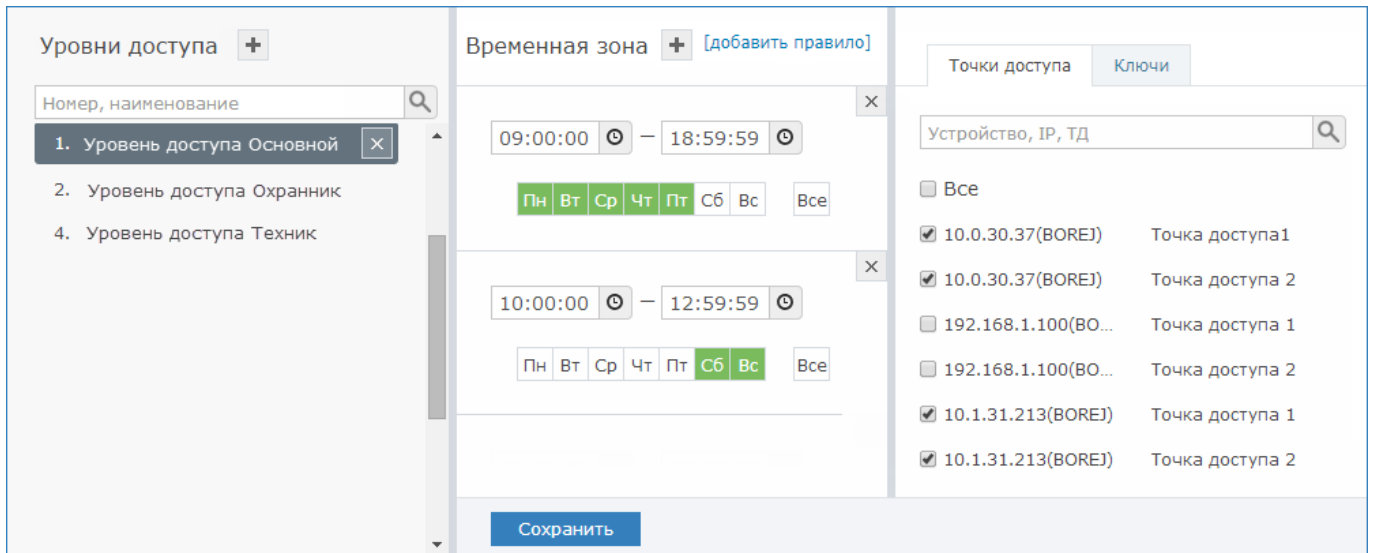 Уровни доступа
Номер, наименование
1. Уровень доступа Основной
2. Уровень доступа Охранник
4. Уровень доступа Техник
Временная зона [добавить правило]
09:00:00 – 18:59:59
Пн Вт Ср Чт Пт Сб Вс Все
10:00:00 – 12:59:59
Пн Вт Ср Чт Пт Сб Вс Все
Сохранить
Точки доступа Ключи
Устройство, IP, ТД
Все
10.0.30.37(BOREJ) Точка доступа1
10.0.30.37(BOREJ) Точка доступа 2
192.168.1.100(BO... Точка доступа 1
192.168.1.100(BO... Точка доступа 2
10.1.31.213(BOREJ) Точка доступа 1
10.1.31.213(BOREJ) Точка доступа 2